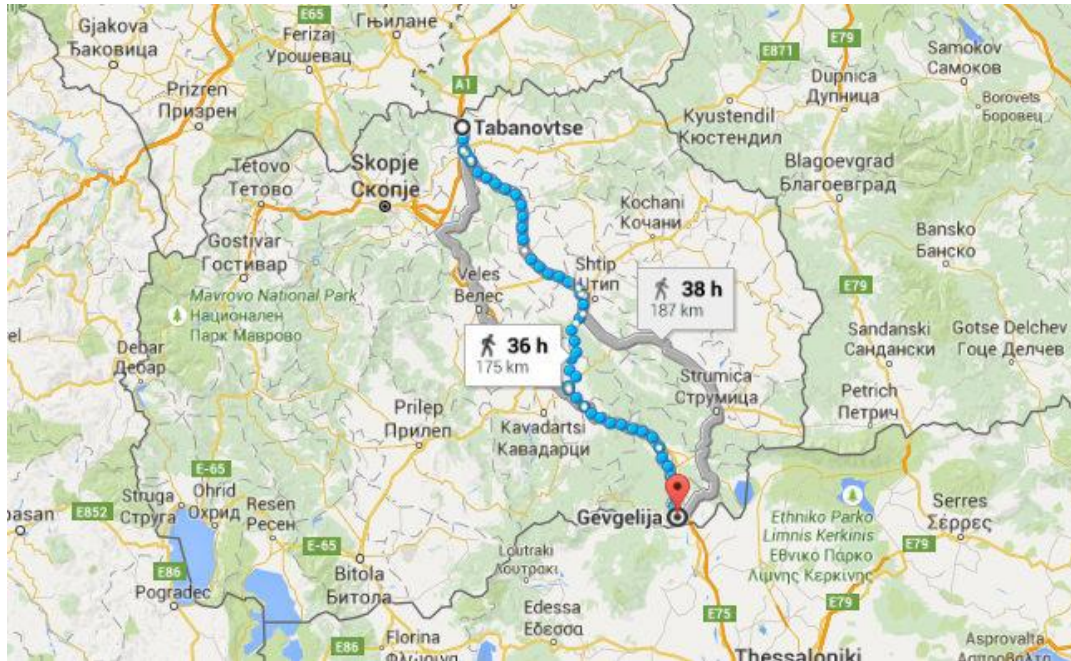 E65
Гњилане
Gjakova
Ђаковица
Ferizaj
Урошевац
A1
Prizren
Призрен
E871
E79
Samokov
Самоков
Dupnica
Дупница
Borovets
Боровец
Kyustendil
Кюстендил
Tabanovtse
Tetovo
Тетово
Skopje
Скопје
Blagoevgrad
Благоевград
Kochani
Кочани
Bansko
Банско
Gostivar
Гостивар
Mavrovo National Park
Национален
Парк Маврово
Veles
Велес
Shtip
Штип
38 h
187 km
E79
36 h
175 km
Debar
Дебар
Sandanski
Сандански
Gotse Delchev
Гоце Делчев
Strumica
Струмица
Petrich
Петрич
Prilep
Прилеп
Kavadartsi
Кавадарци
E-65
Struga
Струга
Ohrid
Охрид
Resen
Ресен
E852
E-65
Gevgelija
Ethniko Parko
Limnis Kerkinis
Εθνικό Πάρκο
Λίμνης Κερκίνης
Serres
Σέρρες
Bitola
Битола
Loutraki
Λουτράκι
E86
Pogradec
Edessa
Έδεσσα
E75
E79
E86
Florina
Thessaloniki
Asprovalta